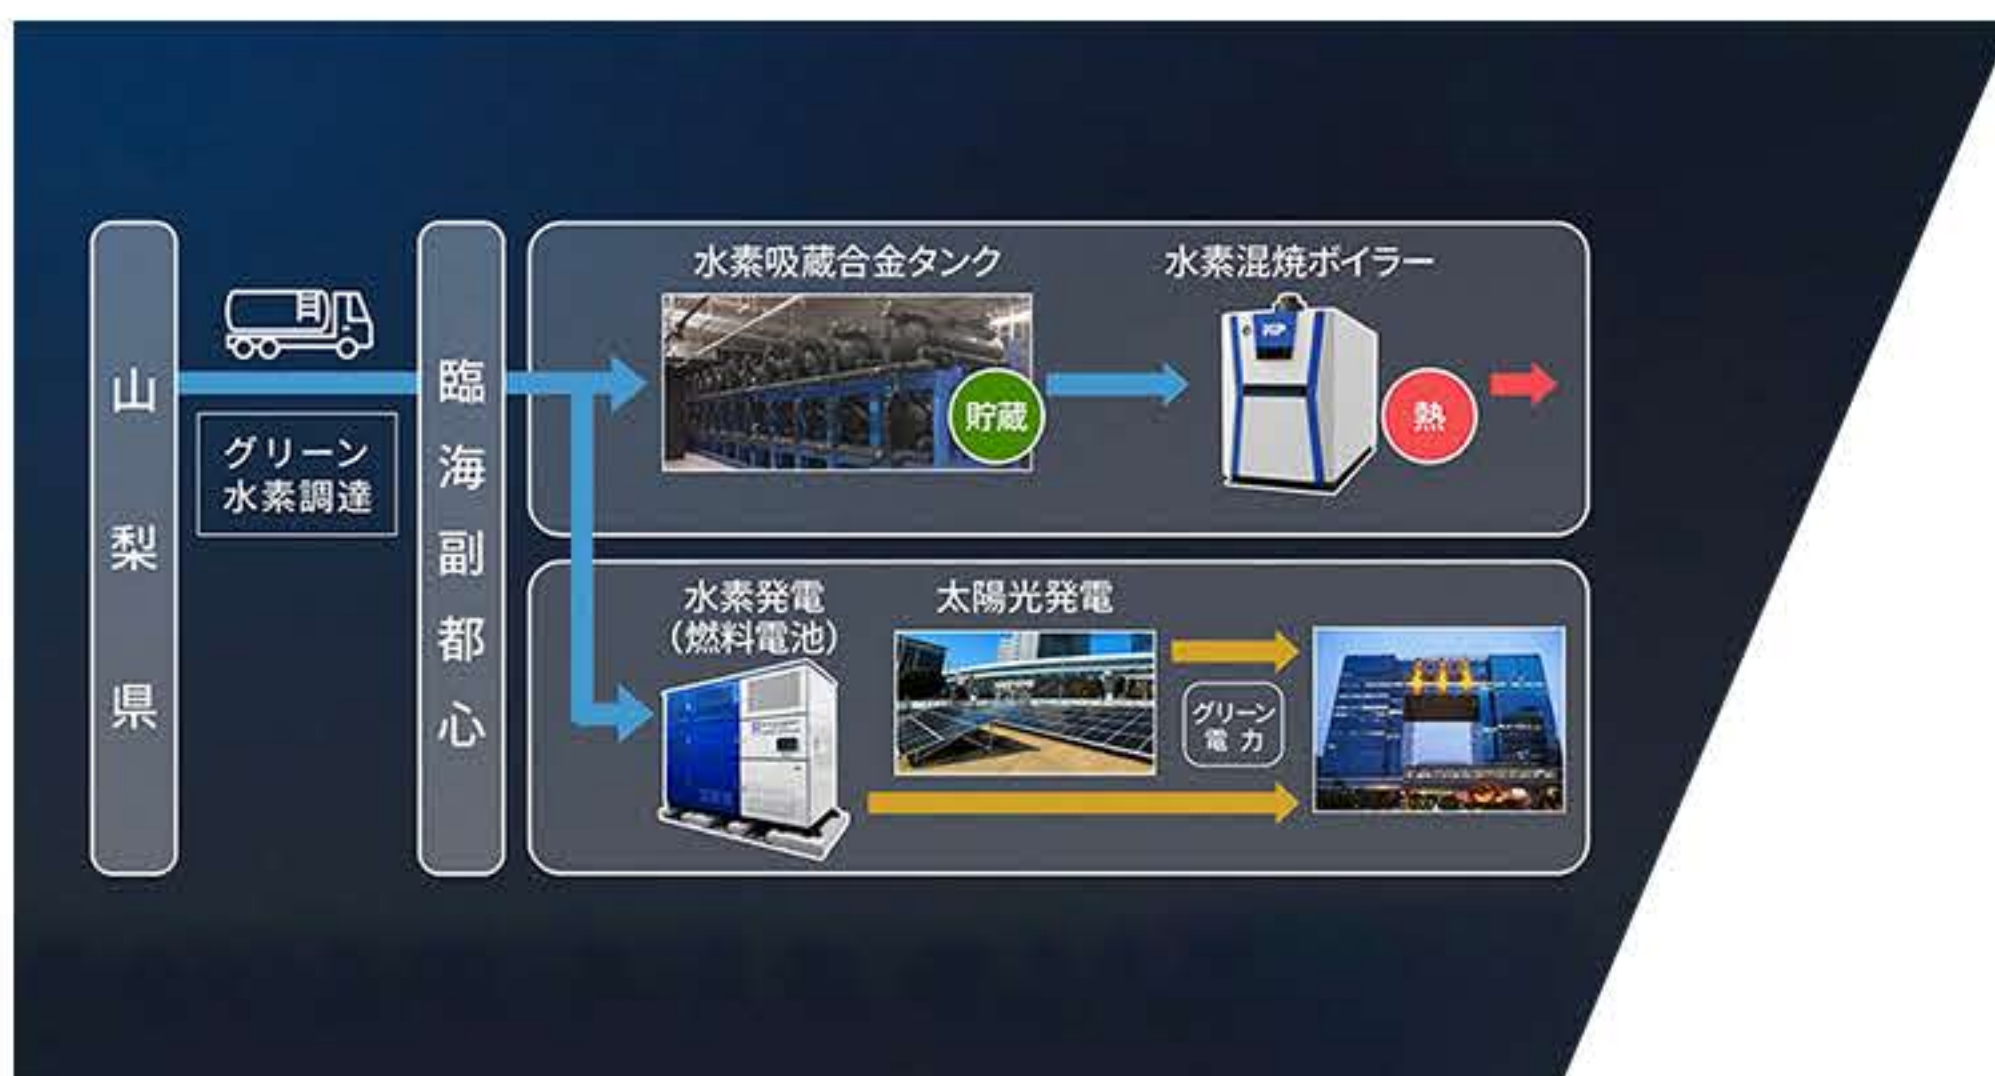 山梨県
グリーン
水素調達
臨海副都心
水素吸蔵合金タンク
貯蔵
水素混焼ボイラー
熱
水素発電
（燃料電池）
太陽光発電
グリーン
電力